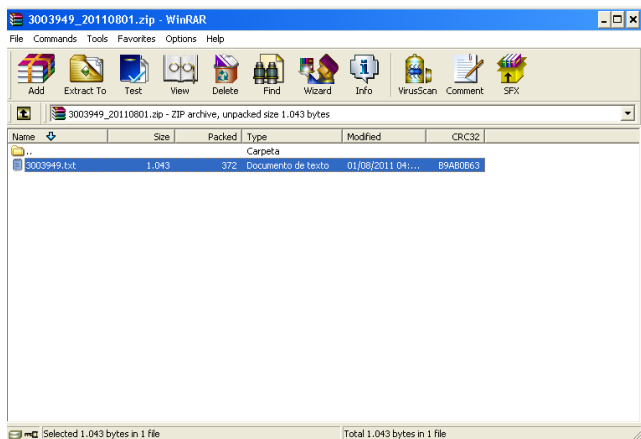 3003949_20110801.zip - WinRAR
File Commands Tools Favorites Options Help
Add Extract To Test View Delete Find Wizard Info VirusScan Comment SFX
3003949_20110801.zip - ZIP archive, unpacked size 1.043 bytes
Name Size Packed Type Modified CRC32
.. Carpeta
3003949.txt 1.043 372 Documento de texto 01/08/2011 04:... B9AB0B63
Selected 1.043 bytes in 1 file Total 1.043 bytes in 1 file